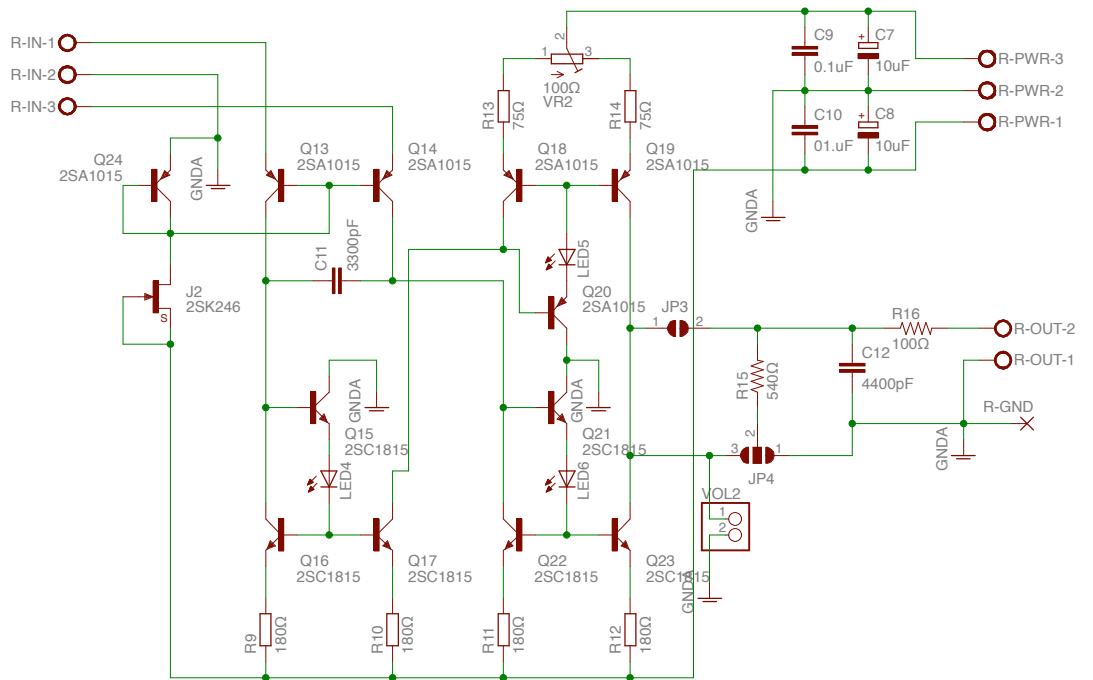 R-IN-1
R-IN-2
R-IN-3
1
2
3
100Ω
VR2
R13
75Ω
R14
75Ω
C9
0.1uF
C7
+
10uF
C10
01.uF
C8
+
10uF
R-PWR-3
R-PWR-2
R-PWR-1
Q24
2SA1015
GNDA
Q13
2SA1015
Q14
2SA1015
Q18
2SA1015
Q19
2SA1015
GNDA
C11
3300pF
J2
2SK246
S
LED5
Q20
2SA1015
JP3
1
2
R16
100Ω
R-OUT-2
R-OUT-1
R15
540Ω
C12
4400pF
R-GND
GNDA
GNDA
Q15
2SC1815
LED4
GNDA
Q21
2SC1815
LED6
2
3
1
JP4
VOL2
1
2
GNDA
Q16
2SC1815
Q17
2SC1815
Q22
2SC1815
Q23
2SC1815
R9
180Ω
R10
180Ω
R11
180Ω
R12
180Ω